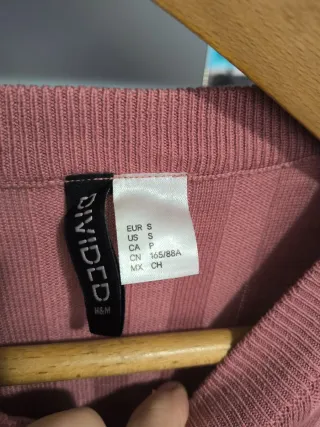 DIVIDED
H&M
EUR S
US S
CA P
CN 165/88A
MX CH